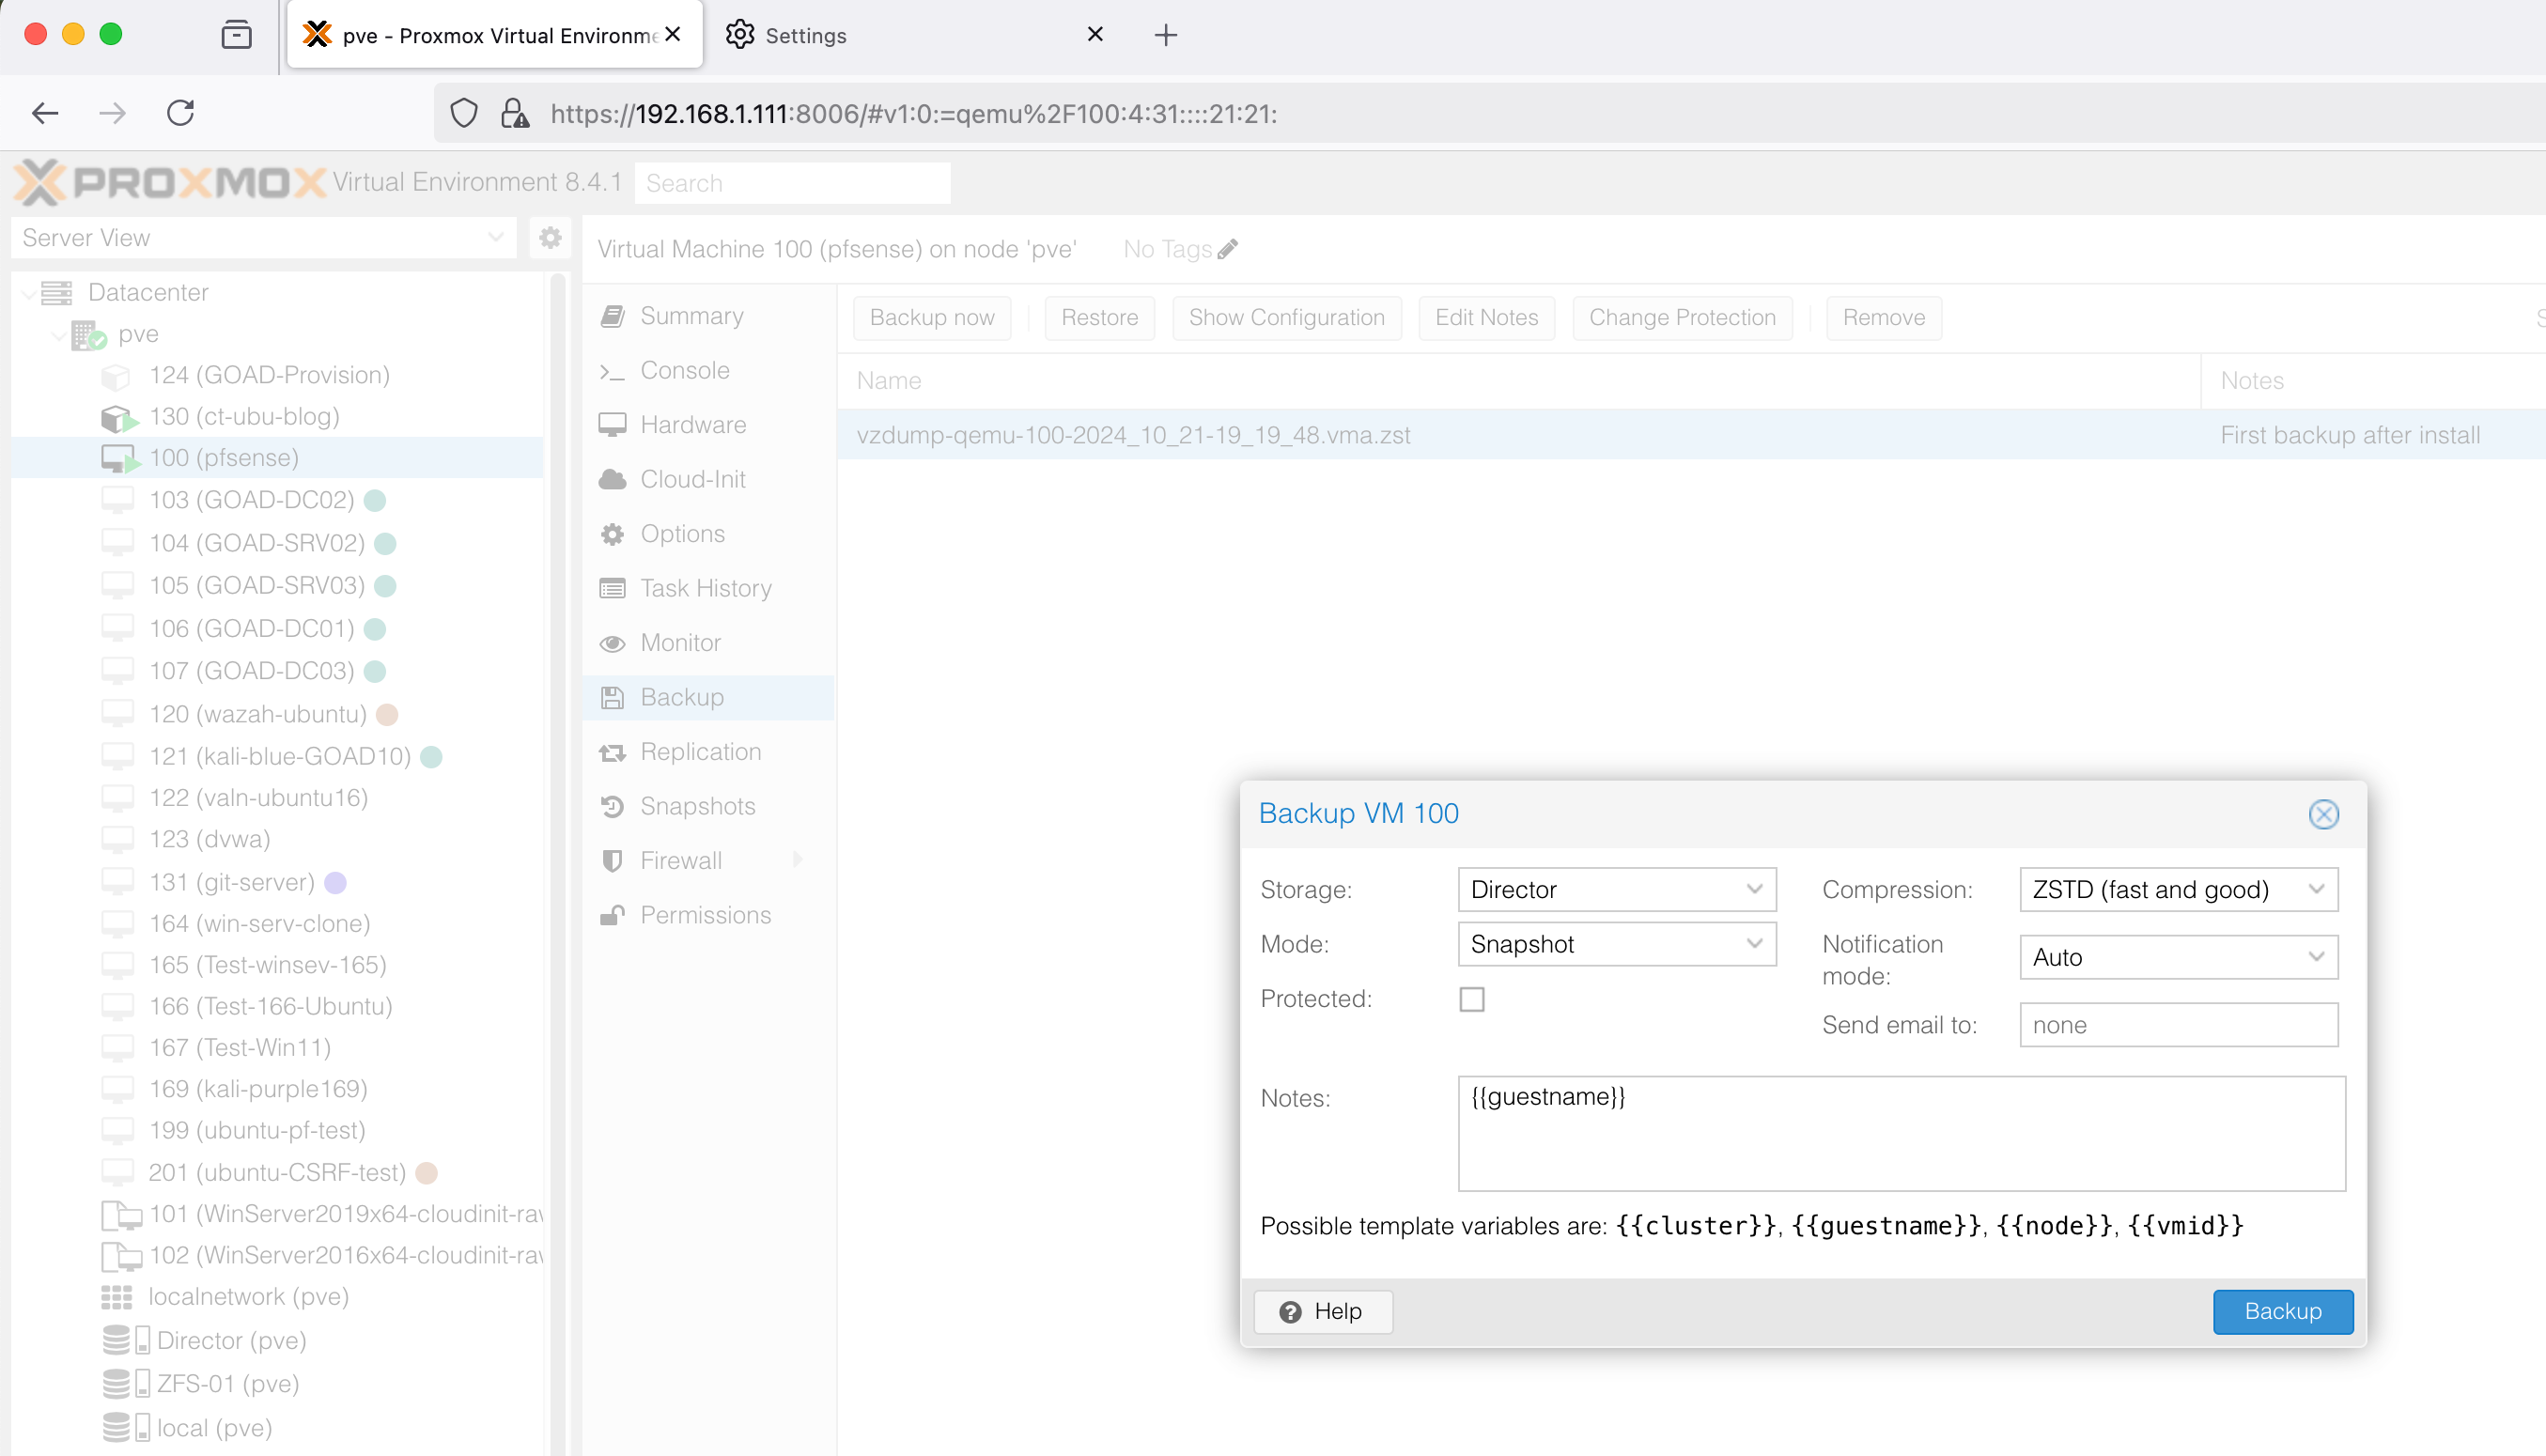 pve - Proxmox Virtual Environme
Settings
https://192.168.1.111:8006/#v1:0:=qemu%2F100:4:31::::21:21:
PROXMOX Virtual Environment 8.4.1
Search
Server View
Datacenter
pve
124 (GOAD-Provision)
130 (ct-ubu-blog)
100 (pfsense)
103 (GOAD-DC02)
104 (GOAD-SRV02)
105 (GOAD-SRV03)
106 (GOAD-DC01)
107 (GOAD-DC03)
120 (wazah-ubuntu)
121 (kali-blue-GOAD10)
122 (valn-ubuntu16)
123 (dvwa)
131 (git-server)
164 (win-serv-clone)
165 (Test-winsev-165)
166 (Test-166-Ubuntu)
167 (Test-Win11)
169 (kali-purple169)
199 (ubuntu-pf-test)
201 (ubuntu-CSRF-test)
101 (WinServer2019x64-cloudinit-raw
102 (WinServer2016x64-cloudinit-raw
localnetwork (pve)
Director (pve)
ZFS-01 (pve)
local (pve)
Virtual Machine 100 (pfsense) on node 'pve'
No Tags
Summary
Console
Hardware
Cloud-Init
Options
Task History
Monitor
Backup
Replication
Snapshots
Firewall
Permissions
Backup now
Restore
Show Configuration
Edit Notes
Change Protection
Remove
Name
Notes
vzdump-qemu-100-2024_10_21-19_19_48.vma.zst
First backup after install
Backup VM 100
Storage:
Director
Compression:
ZSTD (fast and good)
Mode:
Snapshot
Notification mode:
Auto
Protected:
Send email to:
none
Notes:
{{guestname}}
Possible template variables are: {{cluster}}, {{guestname}}, {{node}}, {{vmid}}
Help
Backup